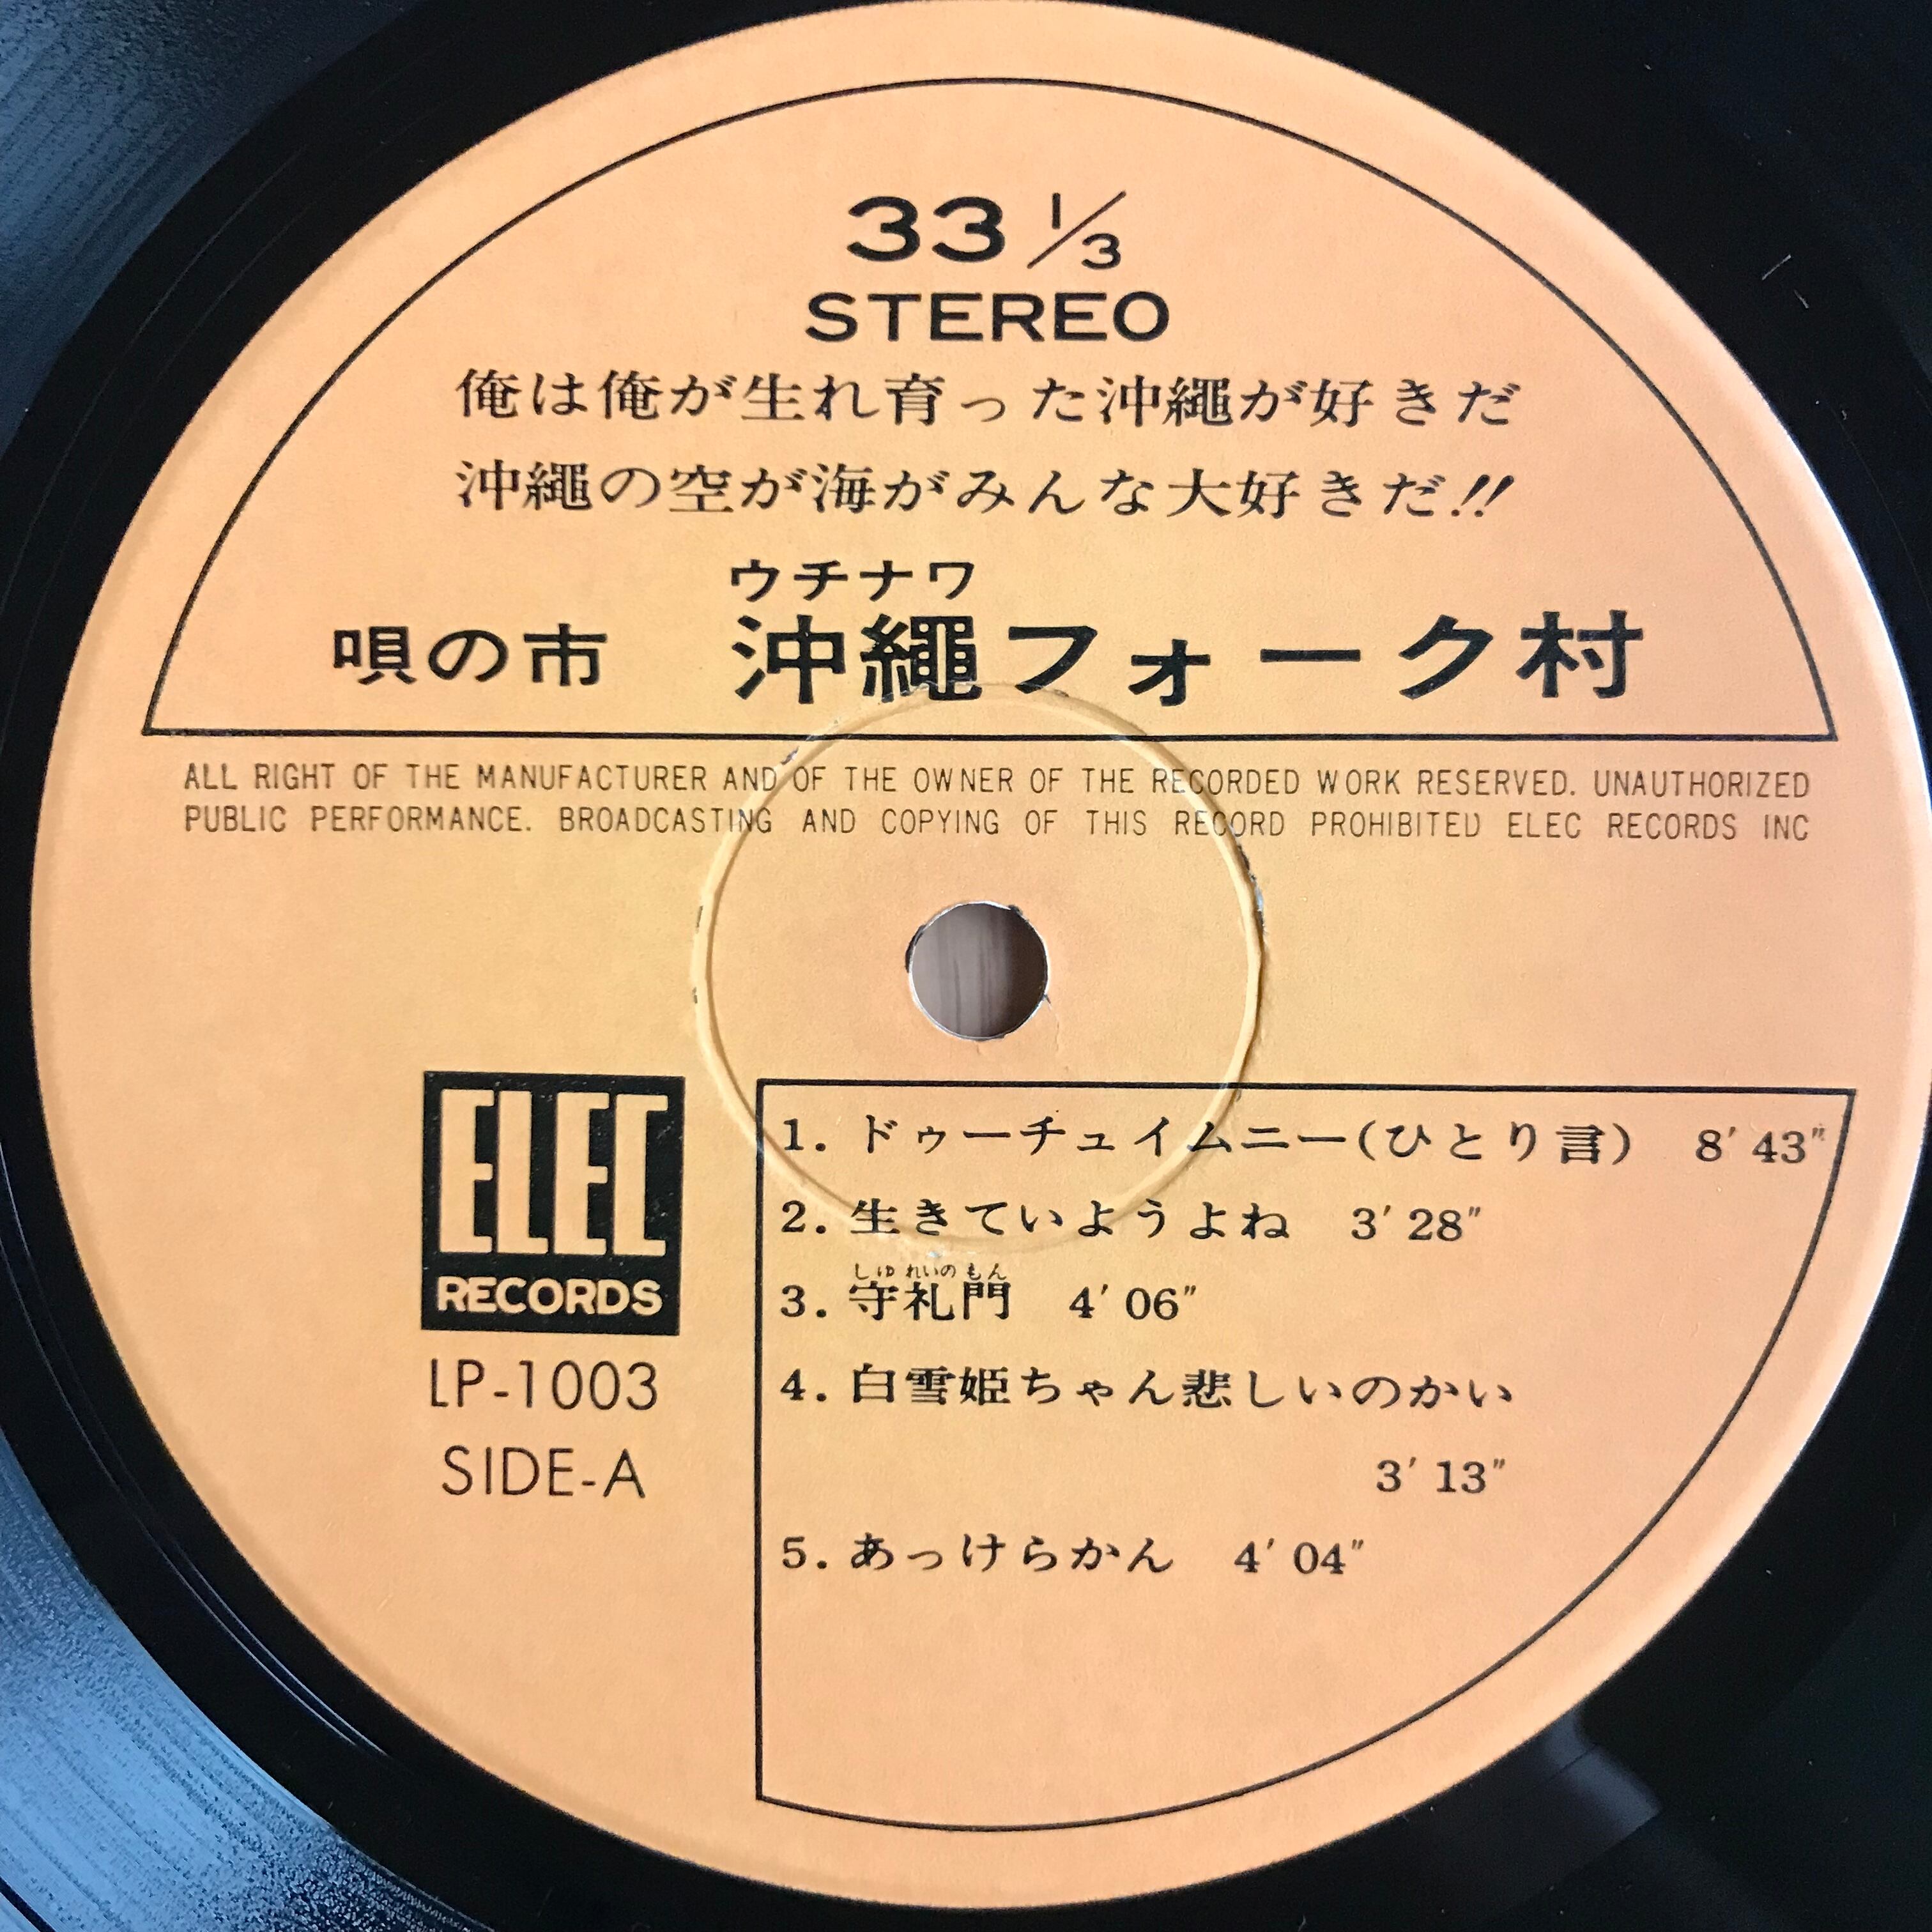 33 1/3
STEREO
俺は俺が生れ育った沖繩が好きだ
沖繩の空が海がみんな大好きだ!!
ウチナワ
唄の市 沖繩フォーク村
ALL RIGHT OF THE MANUFACTURER AND OF THE OWNER OF THE RECORDED WORK RESERVED. UNAUTHORIZED
PUBLIC PERFORMANCE. BROADCASTING AND COPYING OF THIS RECORD PROHIBITED ELEC RECORDS INC
ELEC
RECORDS
LP-1003
SIDE-A
1. ドゥーチュイムニー(ひとり言) 8′43″
2. 生きていようよね 3′28″
しゆれいのもん
3. 守礼門 4′06″
4. 白雪姫ちゃん悲しいのかい
3′13″
5. あっけらかん 4′04″